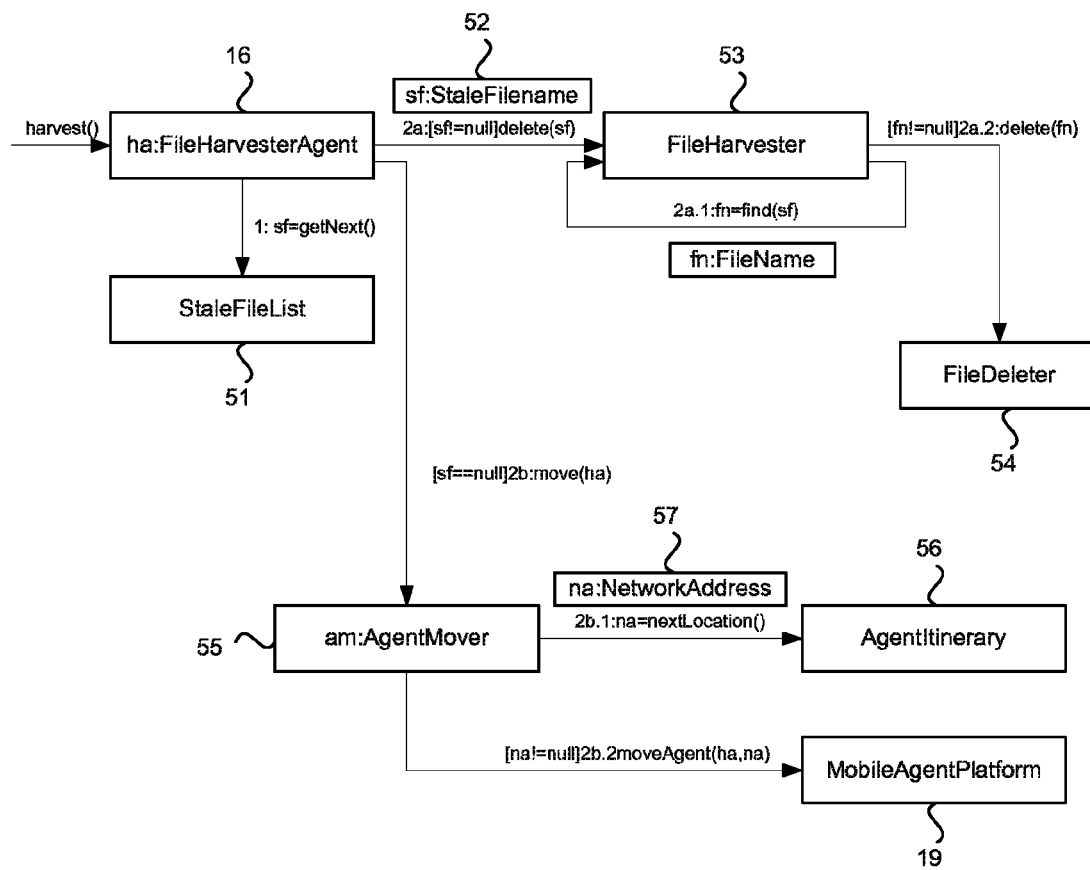 52
16
53
sf:StaleFilename
harvest()
ha:FileHarvesterAgent
2a:[sf!=null]delete(sf)
FileHarvester
[fn!=null]2a.2:delete(fn)
2a.1:fn=find(sf)
1: sf=getNext()
fn:FileName
StaleFileList
51
FileDeleter
54
[sf==null]2b:move(ha)
57
56
na:NetworkAddress
55
am:AgentMover
2b.1:na=nextLocation()
AgentItinerary
[na!=null]2b.2moveAgent(ha,na)
MobileAgentPlatform
19